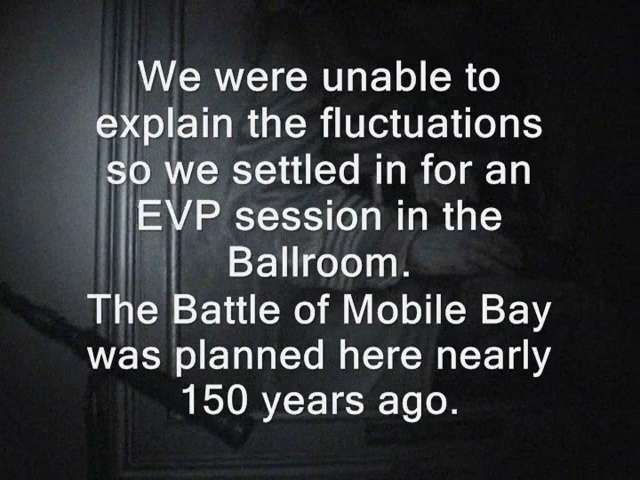 We were unable to
explain the fluctuations
so we settled in for an
EVP session in the
Ballroom.
The Battle of Mobile Bay
was planned here nearly
150 years ago.